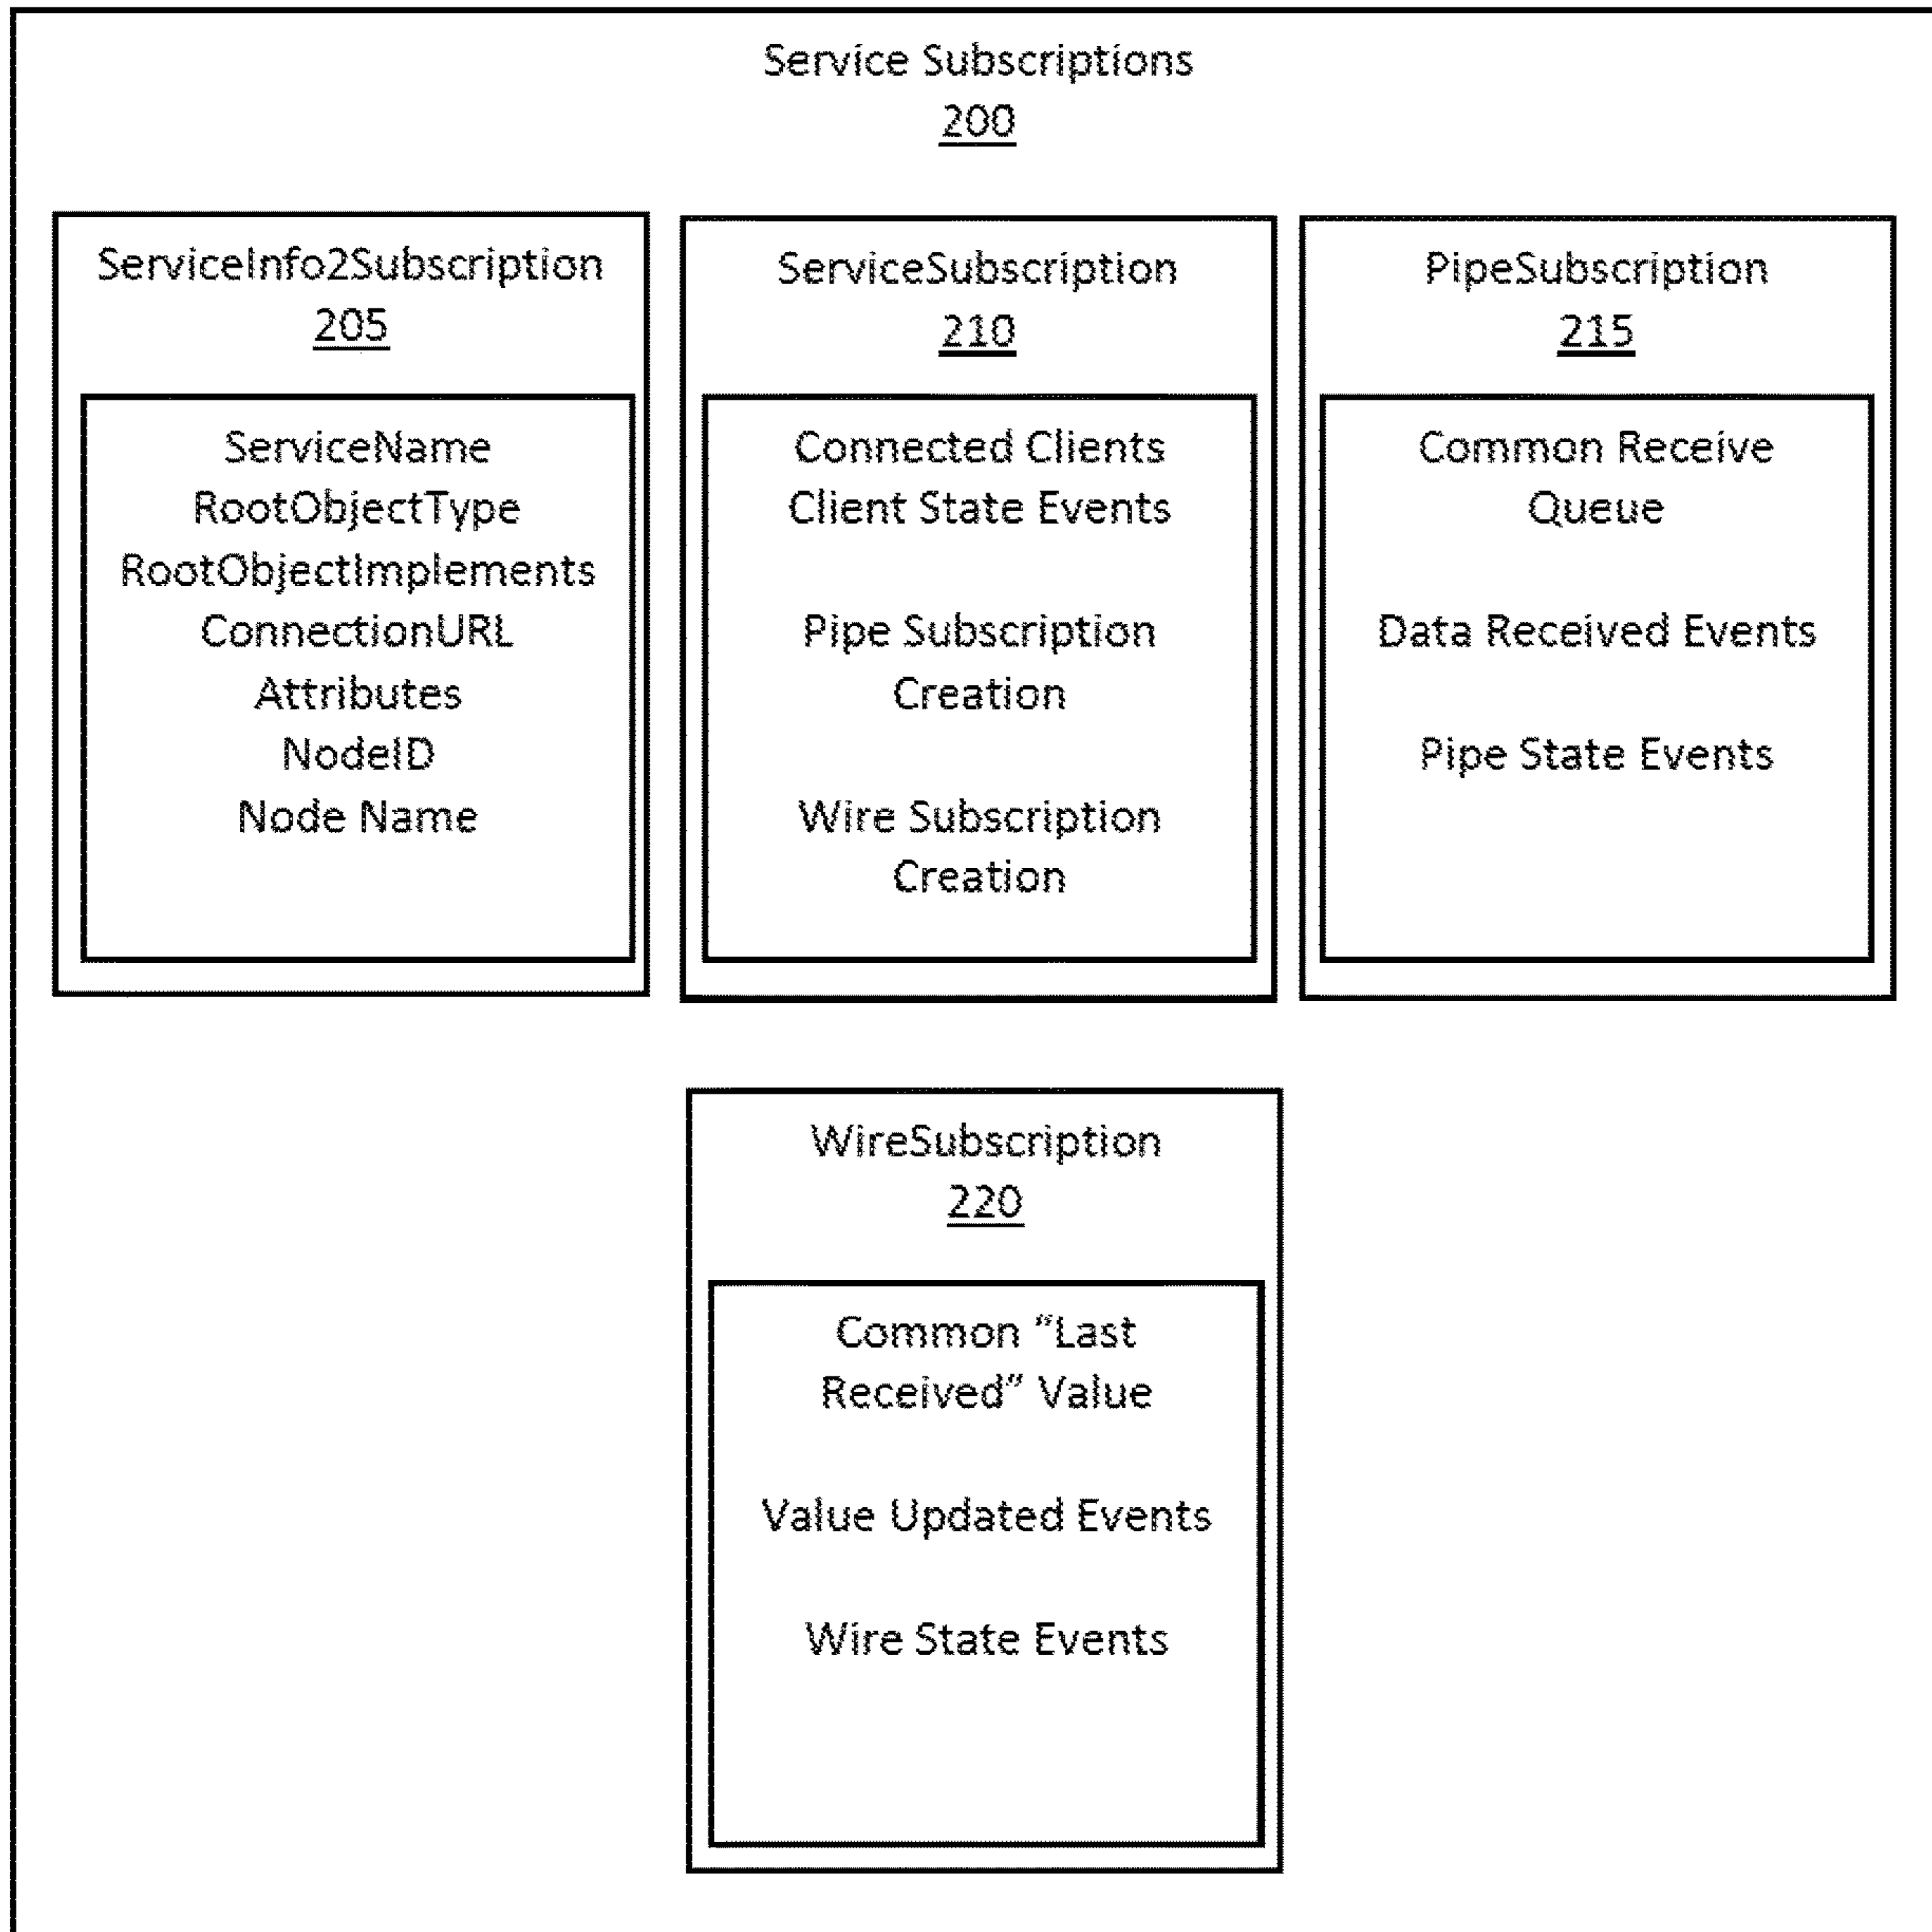 Service Subscriptions
200
ServiceInfo2Subscription
205
ServiceName
RootObjectType
RootObjectImplements
ConnectionURL
Attributes
NodeID
Node Name
ServiceSubscription
210
Connected Clients
Client State Events
Pipe Subscription
Creation
Wire Subscription
Creation
PipeSubscription
215
Common Receive
Queue
Data Received Events
Pipe State Events
WireSubscription
220
Common “Last
Received” Value
Value Updated Events
Wire State Events